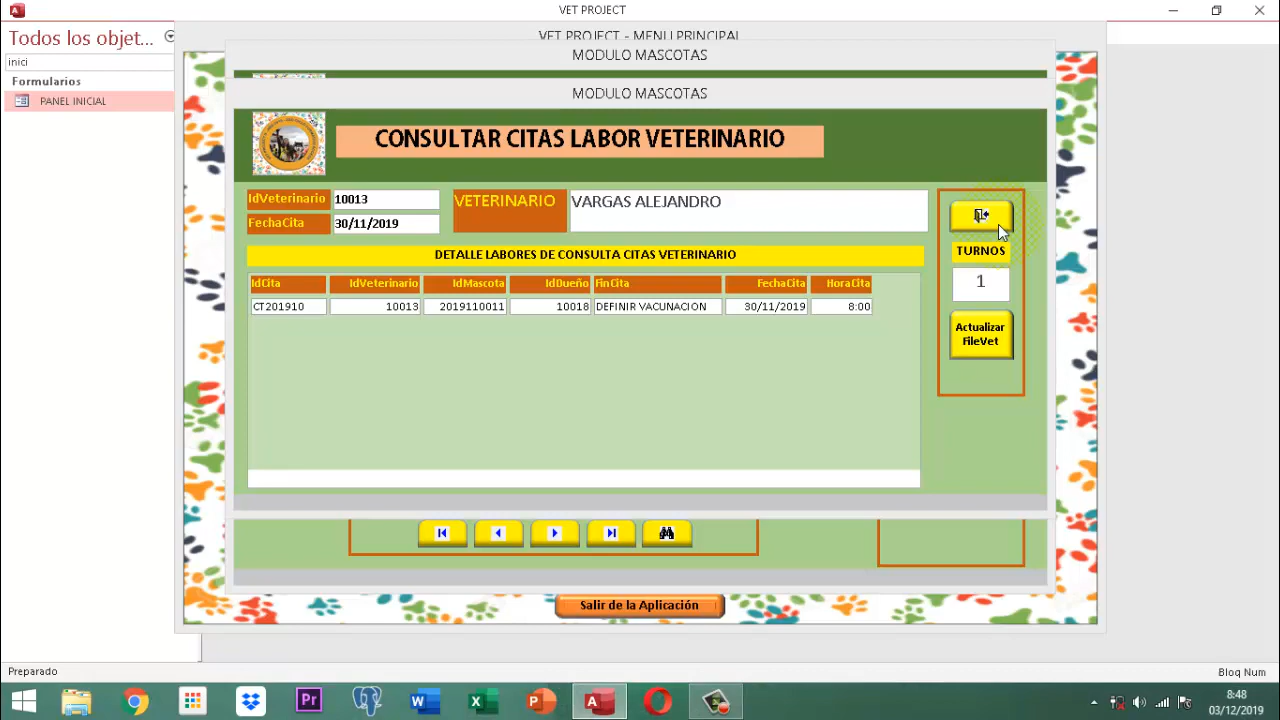 VET PROJECT
Todos los objet...
inici
Formularios
PANEL INICIAL
VET PROJECT - MENU PRINCIPAL
MODULO MASCOTAS
MODULO MASCOTAS
CONSULTAR CITAS LABOR VETERINARIO
IdVeterinario 10013
FechaCita 30/11/2019
VETERINARIO VARGAS ALEJANDRO
DETALLE LABORES DE CONSULTA CITAS VETERINARIO
IdCita IdVeterinario IdMascota IdDueño FinCita FechaCita HoraCita
CT201910 10013 2019110011 10018 DEFINIR VACUNACION 30/11/2019 8:00
TURNOS
1
Actualizar
FileVet
Salir de la Aplicación
Preparado
Bloq Num
Pr
W
X
P
A
8:48
03/12/2019